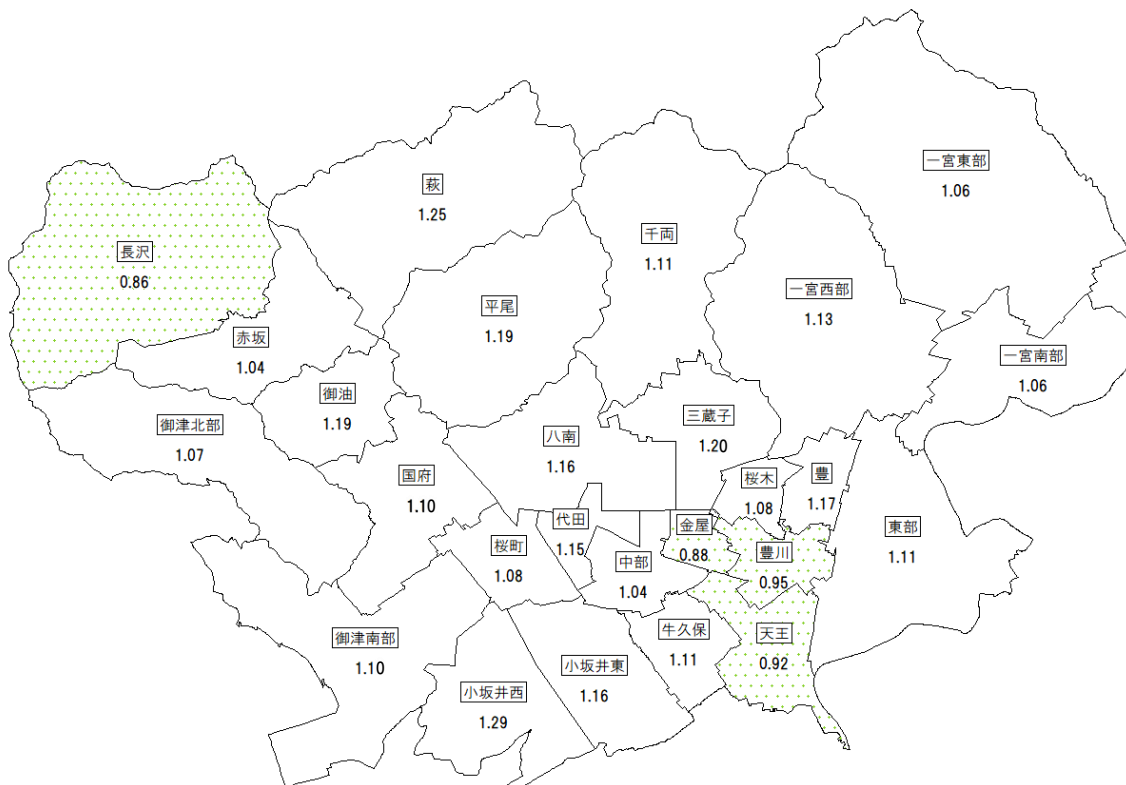 一宮東部
1.06
萩
1.25
千両
1.11
長沢
0.86
一宮西部
1.13
平尾
1.19
赤坂
1.04
一宮南部
1.06
御油
1.19
三蔵子
1.20
御津北部
1.07
八南
1.16
国府
1.10
桜木
1.08
豊
1.17
代田
1.15
金屋
0.88
東部
1.11
桜町
1.08
中部
1.04
豊川
0.95
御津南部
1.10
牛久保
1.11
天王
0.92
小坂井東
1.16
小坂井西
1.29